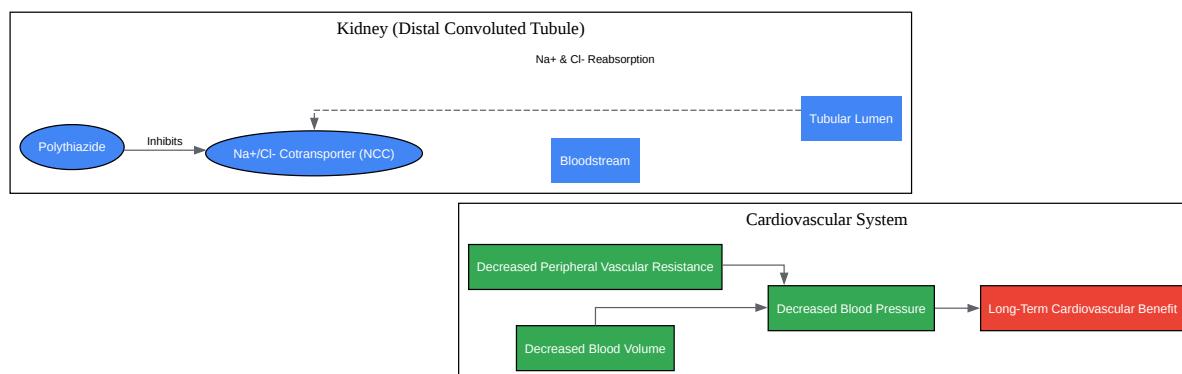 Kidney (Distal Convoluted Tubule)
Na+ & Cl- Reabsorption
Tubular Lumen
Polythiazide
Inhibits
Na+/Cl- Cotransporter (NCC)
Bloodstream
Cardiovascular System
Decreased Peripheral Vascular Resistance
Decreased Blood Pressure
Long-Term Cardiovascular Benefit
Decreased Blood Volume